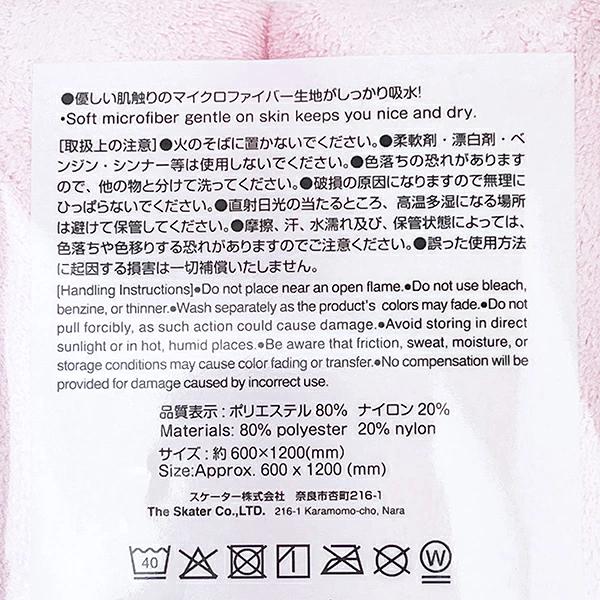 ●優しい肌触りのマイクロファイバー生地がしっかり吸水!
•Soft microfiber gentle on skin keeps you nice and dry.
[取扱上の注意]●火のそばに置かないでください。●柔軟剤・漂白剤・ベ
ンジン・シンナー等は使用しないでください。●色落ちの恐れがあります
ので、他の物と分けて洗ってください。●破損の原因になりますので無理に
ひっぱらないでください。●直射日光の当たるところ、高温多湿になる場所
は避けて保管してください。●摩擦、汗、水濡れ及び、保管状態によっては、
色落ちや色移りする恐れがありますのでご注意ください。●誤った使用方法
に起因する損害は一切補償いたしません。
[Handling Instructions]●Do not place near an open flame.●Do not use bleach,
benzine, or thinner.●Wash separately as the product's colors may fade.●Do not
pull forcibly, as such action could cause damage.●Avoid storing in direct
sunlight or in hot, humid places.●Be aware that friction, sweat, moisture, or
storage conditions may cause color fading or transfer.●No compensation will be
provided for damage caused by incorrect use.
品質表示：ポリエステル80% ナイロン20%
Materials: 80% polyester 20% nylon
サイズ：約600×1200(mm)
Size:Approx. 600 x 1200 (mm)
スケーター株式会社 奈良市杏町216-1
The Skater Co.,LTD. 216-1 Karamomo-cho, Nara
40 W